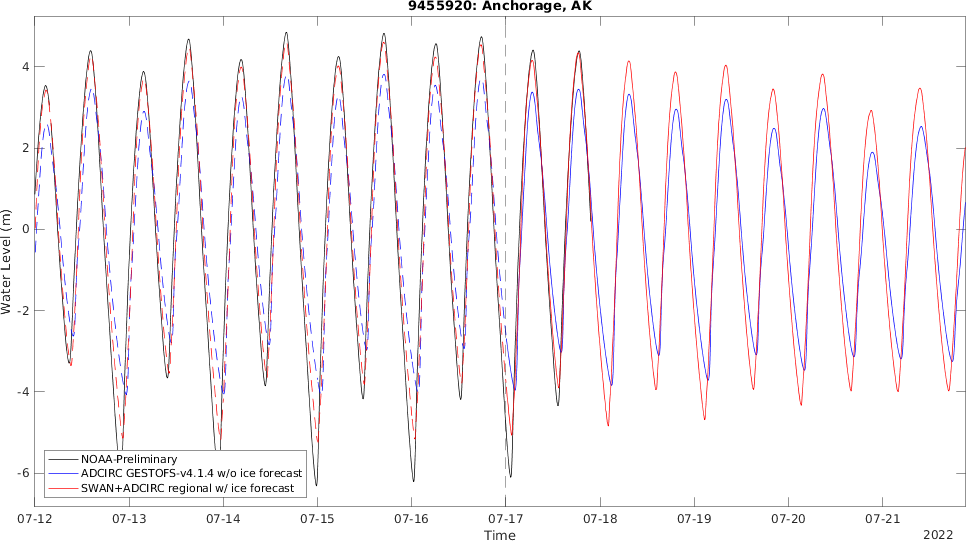 9455920: Anchorage, AK
Water Level (m)
4
2
0
-2
-4
-6
NOAA-Preliminary
ADCIRC GESTOFS-v4.1.4 w/o ice forecast
SWAN+ADCIRC regional w/ ice forecast
07-12 07-13 07-14 07-15 07-16 07-17 07-18 07-19 07-20 07-21
Time
2022